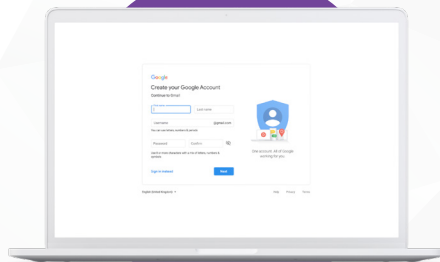 Google
Create your Google Account
Continue to Gmail
First name
Last name
Username @gmail.com
You can use letters, numbers & periods
Password Confirm
Use 8 or more characters with a mix of letters, numbers &
symbols
Sign in instead
Next
One account. All of Google
working for you.
English (United Kingdom)
Help Privacy Terms